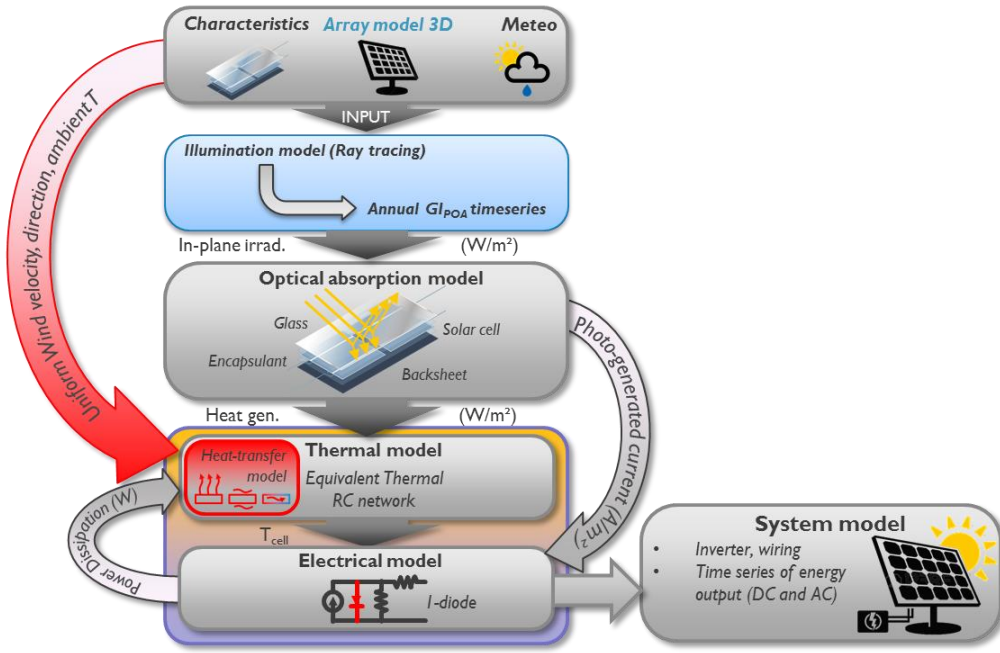 Characteristics Array model 3D Meteo
INPUT
Illumination model (Ray tracing)
Annual GI_POA timeseries
In-plane irrad. (W/m²)
Optical absorption model
Glass
Solar cell
Encapsulant
Backsheet
Heat gen. (W/m²)
Uniform Wind velocity, direction, ambient T
Photo-generated current (A/m²)
Thermal model
Heat-transfer
model
Equivalent Thermal
RC network
Power Dissipation (W)
T_cell
Electrical model
1-diode
System model
• Inverter, wiring
• Time series of energy
output (DC and AC)